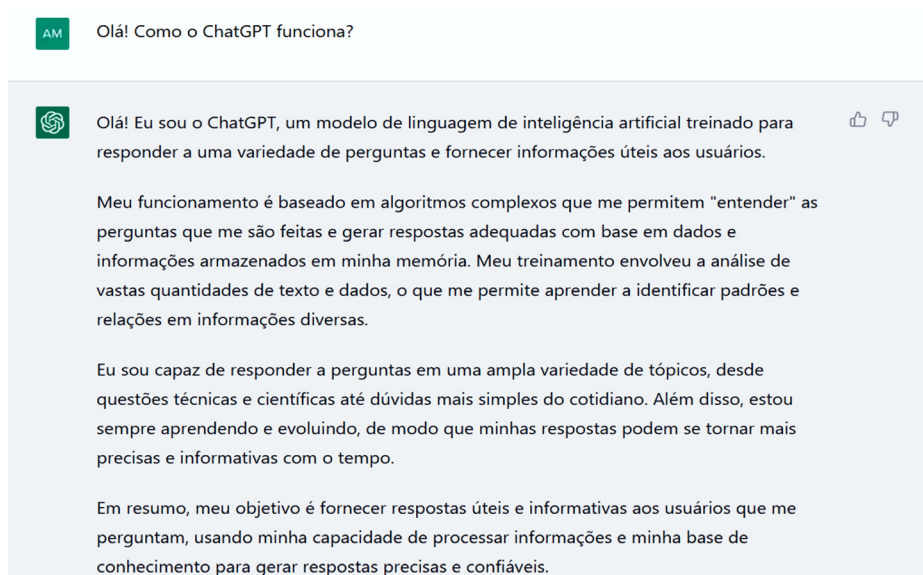 AM
Olá! Como o ChatGPT funciona?
Olá! Eu sou o ChatGPT, um modelo de linguagem de inteligência artificial treinado para
responder a uma variedade de perguntas e fornecer informações úteis aos usuários.
Meu funcionamento é baseado em algoritmos complexos que me permitem "entender" as
perguntas que me são feitas e gerar respostas adequadas com base em dados e
informações armazenados em minha memória. Meu treinamento envolveu a análise de
vastas quantidades de texto e dados, o que me permite aprender a identificar padrões e
relações em informações diversas.
Eu sou capaz de responder a perguntas em uma ampla variedade de tópicos, desde
questões técnicas e científicas até dúvidas mais simples do cotidiano. Além disso, estou
sempre aprendendo e evoluindo, de modo que minhas respostas podem se tornar mais
precisas e informativas com o tempo.
Em resumo, meu objetivo é fornecer respostas úteis e informativas aos usuários que me
perguntam, usando minha capacidade de processar informações e minha base de
conhecimento para gerar respostas precisas e confiáveis.